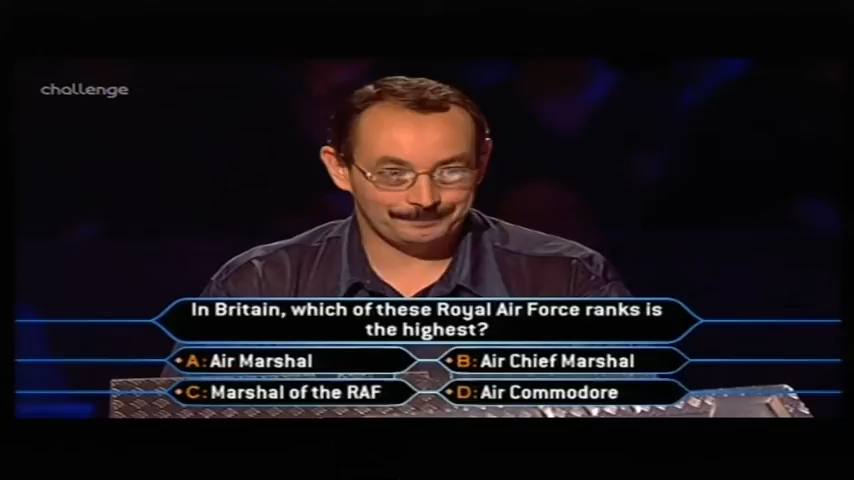 challenge
In Britain, which of these Royal Air Force ranks is
the highest?
A: Air Marshal
B: Air Chief Marshal
C: Marshal of the RAF
D: Air Commodore